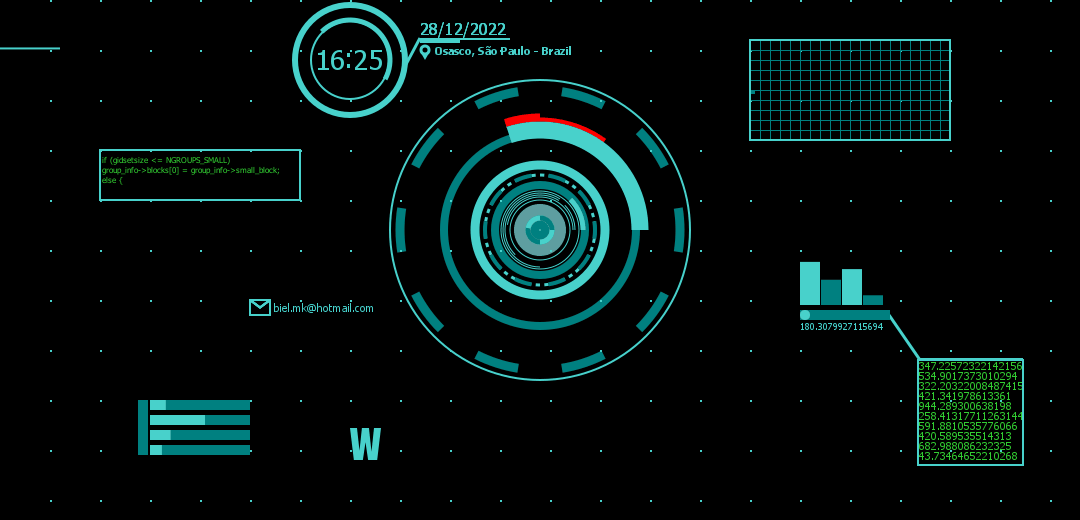 28/12/2022
16:25
Osasco, São Paulo - Brazil
if (gidsetsize <= NGROUPS_SMALL)
group_info->blocks[0] = group_info->small_block;
else {
biel.mk@hotmail.com
180.3079927115694
347.22572322142156
534.9017373010294
322.20322008487415
421.341978613361
944.289300638198
258.41317711263144
591.8810535776066
420.589535514313
682.988086232325
43.73464652210268
W